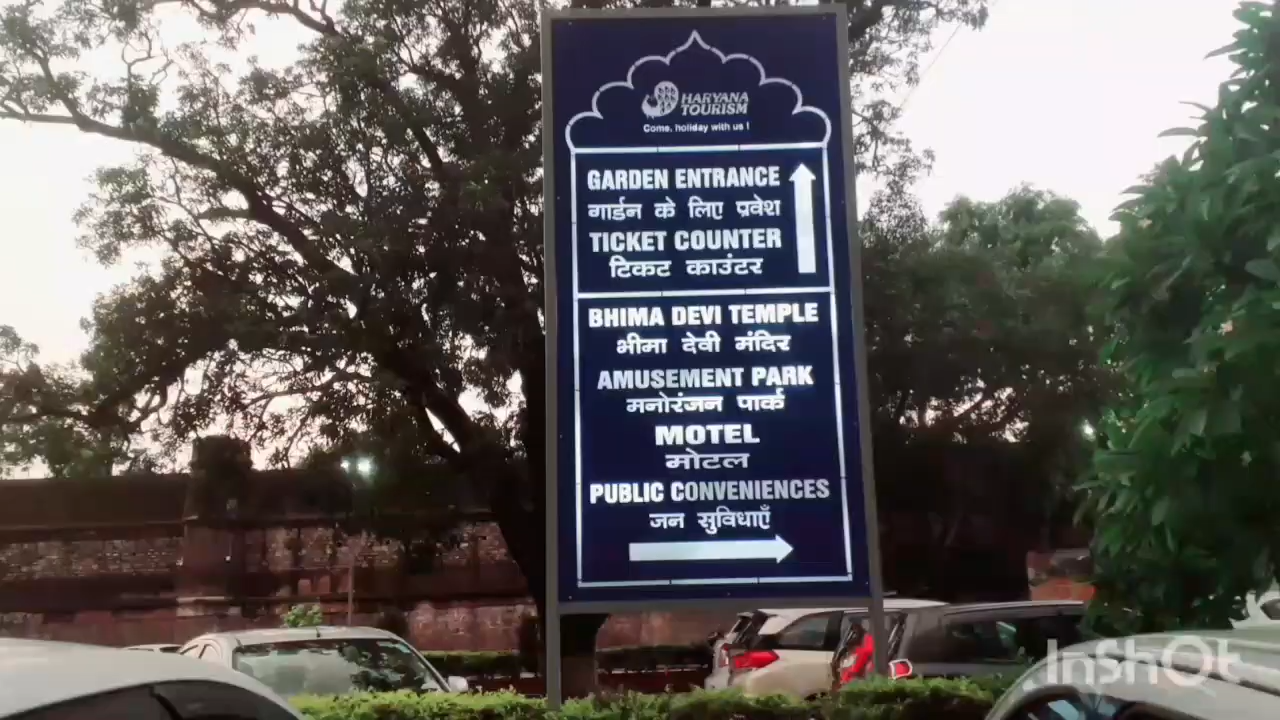 HARYANA
TOURISM
Come, holiday with us !
GARDEN ENTRANCE
गार्डन के लिए प्रवेश
TICKET COUNTER
टिकट काउंटर
BHIMA DEVI TEMPLE
भीमा देवी मंदिर
AMUSEMENT PARK
मनोरंजन पार्क
MOTEL
मोटल
PUBLIC CONVENIENCES
जन सुविधाएँ
InShOt